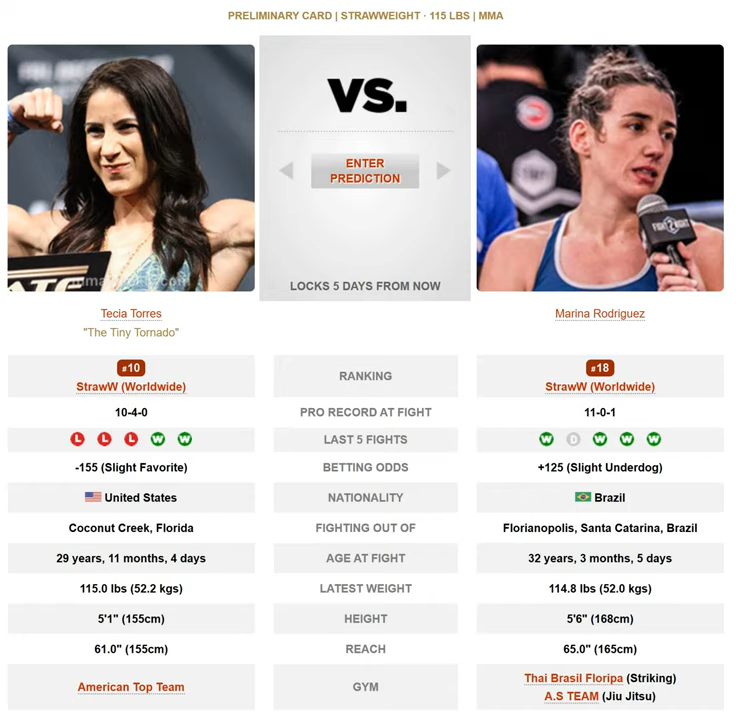 PRELIMINARY CARD | STRAWWEIGHT · 115 LBS | MMA
VS.
ENTER
PREDICTION
LOCKS 5 DAYS FROM NOW
FIGHT2NIGHT
Tecia Torres
"The Tiny Tornado"
Marina Rodriguez
#10
StrawW (Worldwide)
RANKING
#18
StrawW (Worldwide)
10-4-0
PRO RECORD AT FIGHT
11-0-1
L L L W W
LAST 5 FIGHTS
W D W W W
-155 (Slight Favorite)
BETTING ODDS
+125 (Slight Underdog)
United States
NATIONALITY
Brazil
Coconut Creek, Florida
FIGHTING OUT OF
Florianopolis, Santa Catarina, Brazil
29 years, 11 months, 4 days
AGE AT FIGHT
32 years, 3 months, 5 days
115.0 lbs (52.2 kgs)
LATEST WEIGHT
114.8 lbs (52.0 kgs)
5'1" (155cm)
HEIGHT
5'6" (168cm)
61.0" (155cm)
REACH
65.0" (165cm)
American Top Team
GYM
Thai Brasil Floripa (Striking)
A.S TEAM (Jiu Jitsu)